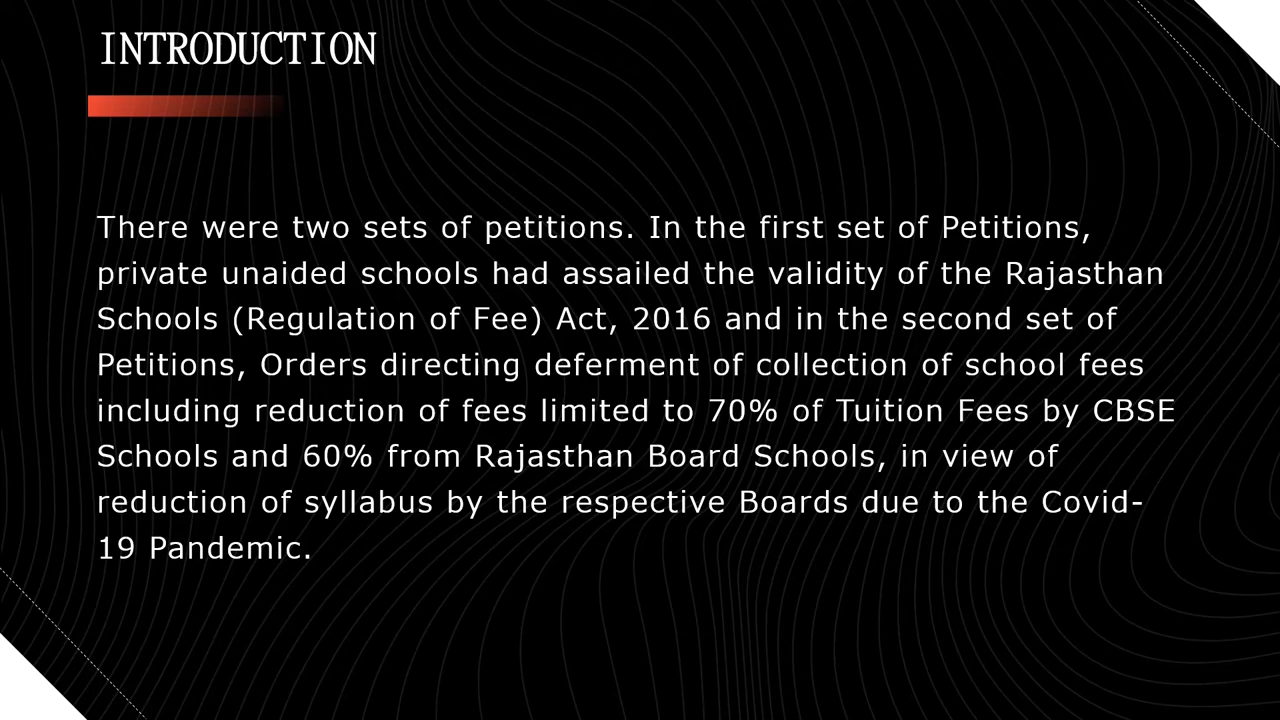 INTRODUCTION
There were two sets of petitions. In the first set of Petitions,
private unaided schools had assailed the validity of the Rajasthan
Schools (Regulation of Fee) Act, 2016 and in the second set of
Petitions, Orders directing deferment of collection of school fees
including reduction of fees limited to 70% of Tuition Fees by CBSE
Schools and 60% from Rajasthan Board Schools, in view of
reduction of syllabus by the respective Boards due to the Covid-
19 Pandemic.